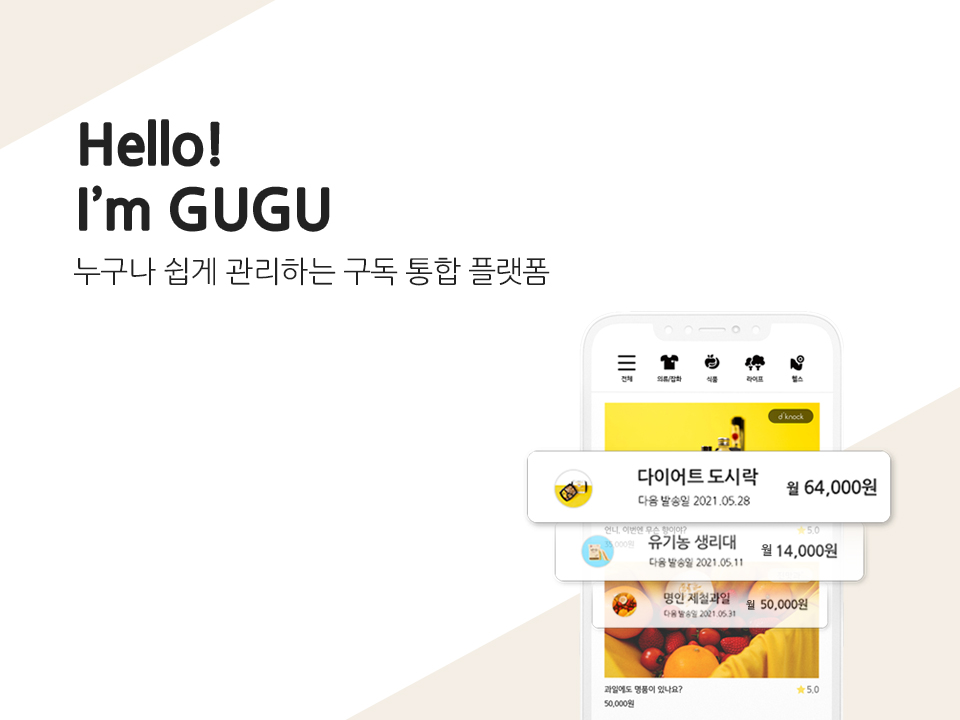 Hello!
I'm GUGU
누구나 쉽게 관리하는 구독 통합 플랫폼
전체 의류/잡화 식품 라이프 헬스
d'knock
다이어트 도시락 월 64,000원
다음 발송일 2021.05.28
언니, 이번엔 무슨 향이야? 5.0
유기농 생리대 월 14,000원
다음 발송일 2021.05.11
명인 제철과일 월 50,000원
다음 발송일 2021.05.31
과일에도 명품이 있나요? 5.0
50,000원